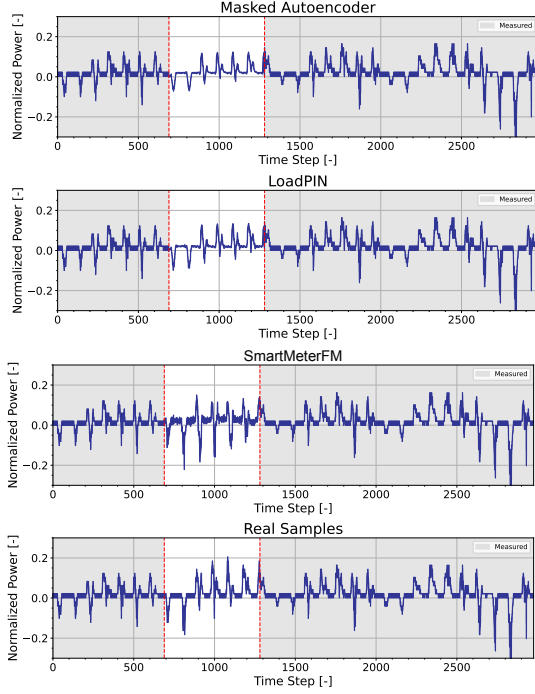 Masked Autoencoder
Normalized Power [-]
0.2
0.0
−0.2
Measured
0 500 1000 1500 2000 2500
Time Step [-]
LoadPIN
Normalized Power [-]
0.2
0.0
−0.2
Measured
0 500 1000 1500 2000 2500
Time Step [-]
SmartMeterFM
Normalized Power [-]
0.2
0.0
−0.2
Measured
0 500 1000 1500 2000 2500
Time Step [-]
Real Samples
Normalized Power [-]
0.2
0.0
−0.2
Measured
0 500 1000 1500 2000 2500
Time Step [-]